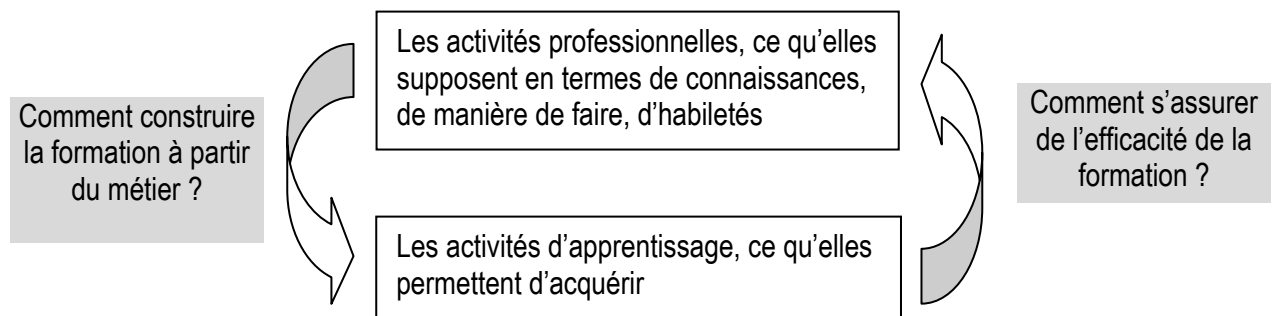 Les activités professionnelles, ce qu’elles
supposent en termes de connaissances,
de manière de faire, d’habiletés
Comment construire
la formation à partir
du métier ?
Comment s’assurer
de l’efficacité de la
formation ?
Les activités d’apprentissage, ce qu’elles
permettent d’acquérir